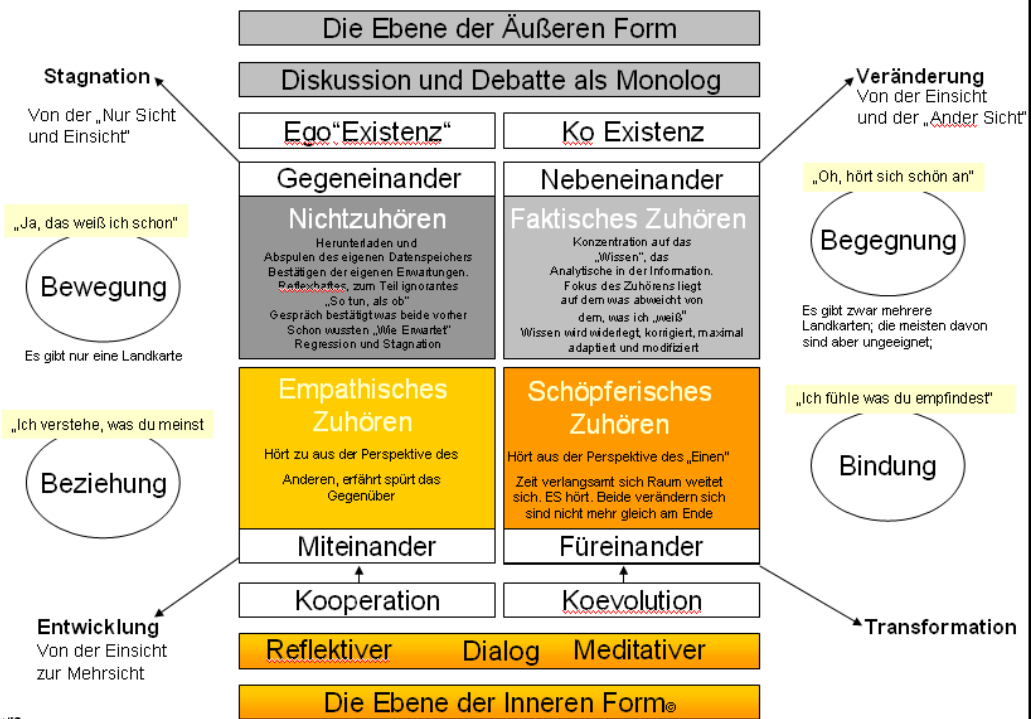 Die Ebene der Äußeren Form
Diskussion und Debatte als Monolog
Stagnation
Von der „Nur Sicht
und Einsicht"
Ego"Existenz"
Ko Existenz
Veränderung
Von der Einsicht
und der „Ander Sicht"
Gegeneinander
Nebeneinander
„Ja, das weiß ich schon"
Bewegung
Es gibt nur eine Landkarte
Nichtzuhören
Herunterladen und
Abspulen des eigenen Datenspeichers
Bestätigen der eigenen Erwartungen.
Reflexhaftes, zum Teil ignorantes
„So tun, als ob"
Gespräch bestätigt was beide vorher
Schon wussten „Wie Erwartet"
Regression und Stagnation
Faktisches Zuhören
Konzentration auf das
„Wissen", das
Analytische in der Information.
Fokus des Zuhörens liegt
auf dem was abweicht von
dem, was ich „weiß"
Wissen wird widerlegt, korrigiert, maximal
adaptiert und modifiziert
„Oh, hört sich schön an"
Begegnung
Es gibt zwar mehrere
Landkarten; die meisten davon
sind aber ungeeignet;
„Ich verstehe, was du meinst
Beziehung
Empathisches
Zuhören
Hört zu aus der Perspektive des
Anderen, erfährt spürt das
Gegenüber
Schöpferisches
Zuhören
Hört aus der Perspektive des „Einen"
Zeit verlangsamt sich Raum weitet
sich. ES hört. Beide verändern sich
sind nicht mehr gleich am Ende
„Ich fühle was du empfindest"
Bindung
Miteinander
Füreinander
Kooperation
Koevolution
Entwicklung
Von der Einsicht
zur Mehrsicht
Transformation
Reflektiver Dialog Meditativer
Die Ebene der Inneren Form©